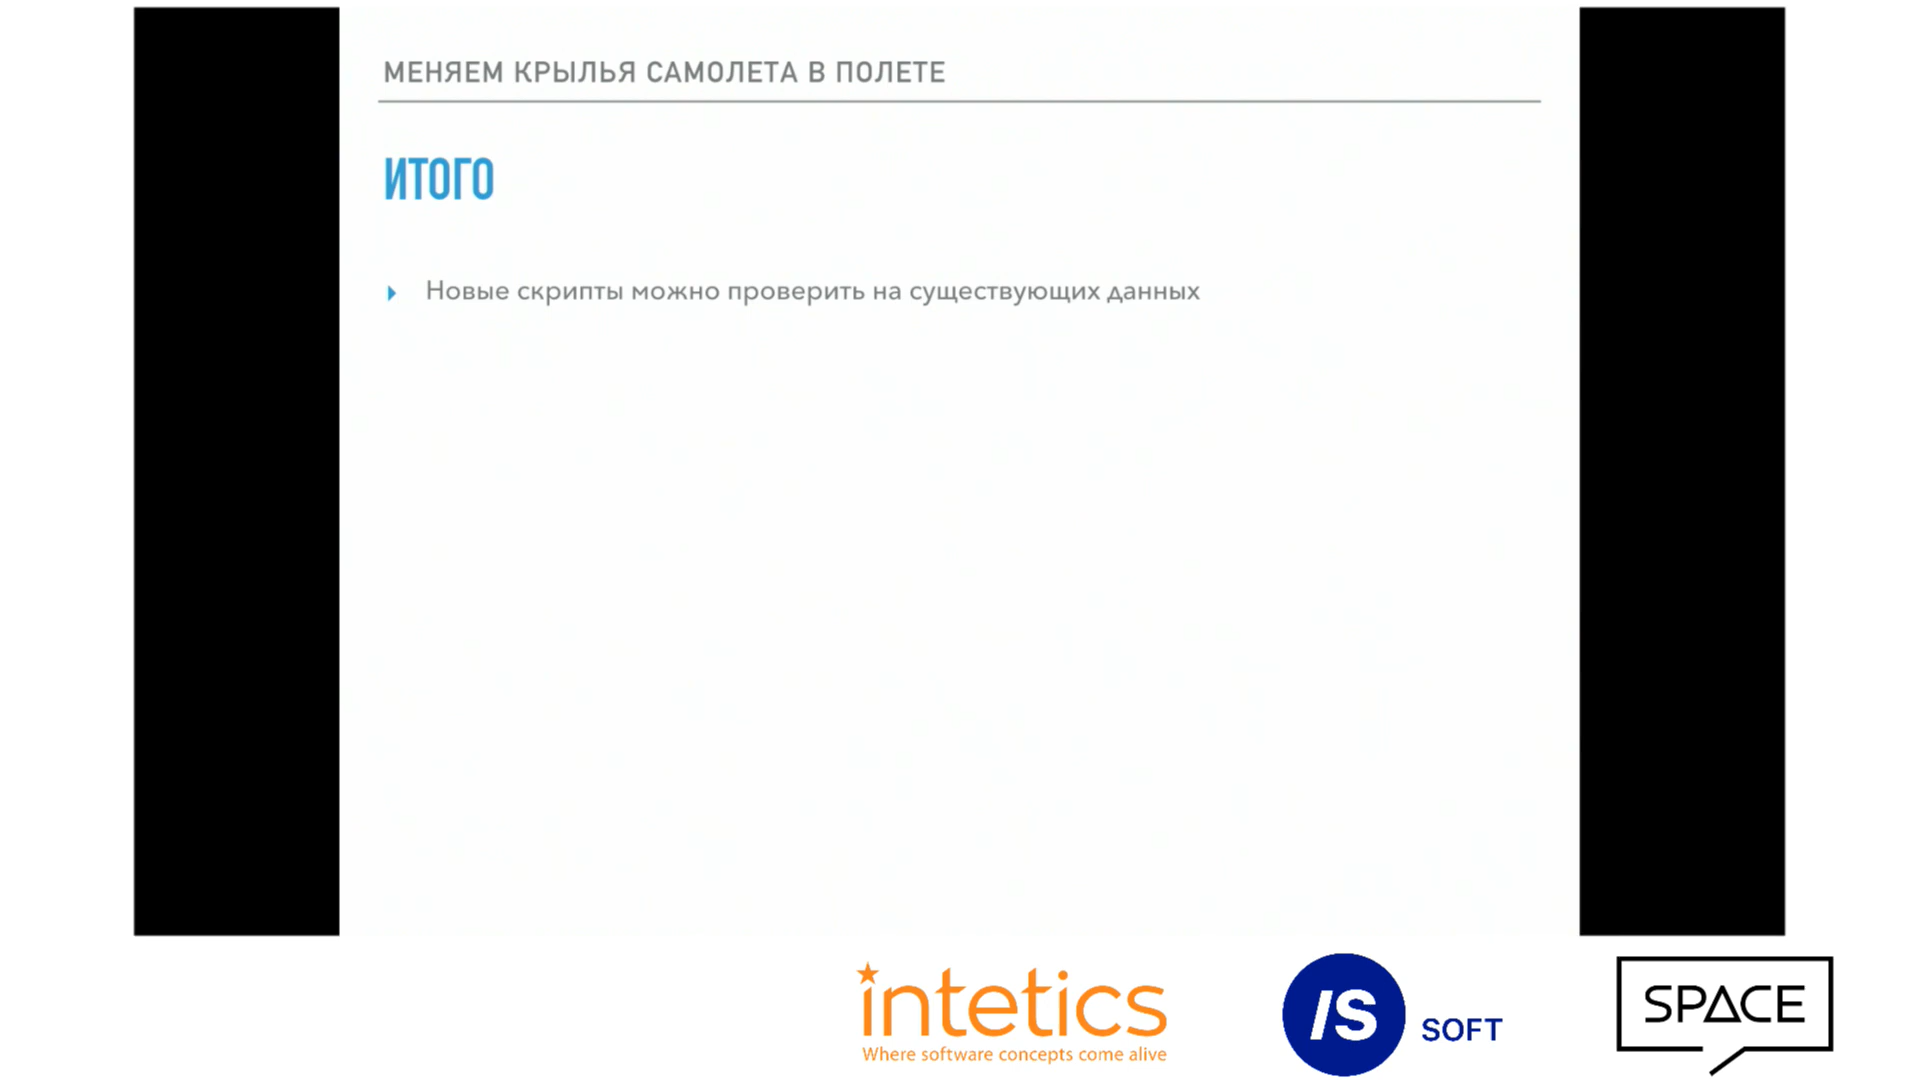 МЕНЯЕМ КРЫЛЬЯ САМОЛЕТА В ПОЛЕТЕ
ИТОГО
Новые скрипты можно проверить на существующих данных
intetics
Where software concepts come alive
/S SOFT
SPACE